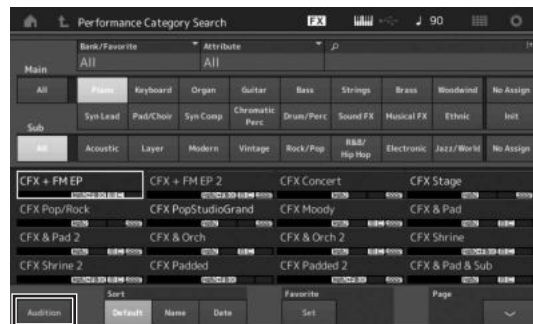 Performance Category Search FX 90
Bank/Favorite Attribute
Main All All
All Piano Keyboard Organ Guitar Bass Strings Brass Woodwind No Assign
Syn Lead Pad/Choir Syn Comp Chromatic Perc Drum/Perc Sound FX Musical FX Ethnic Init
Sub
All Acoustic Layer Modern Vintage Rock/Pop R&B/Hip Hop Electronic Jazz/World No Assign
CFX + FM EP CFX + FM EP 2 CFX Concert CFX Stage
CFX Pop/Rock CFX PopStudioGrand CFX Moody CFX & Pad
CFX & Pad 2 CFX & Orch CFX & Orch 2 CFX Shrine
CFX Shrine 2 CFX Padded CFX Padded 2 CFX & Pad & Sub
Sort Favorite Page
Audition Default Name Date Set